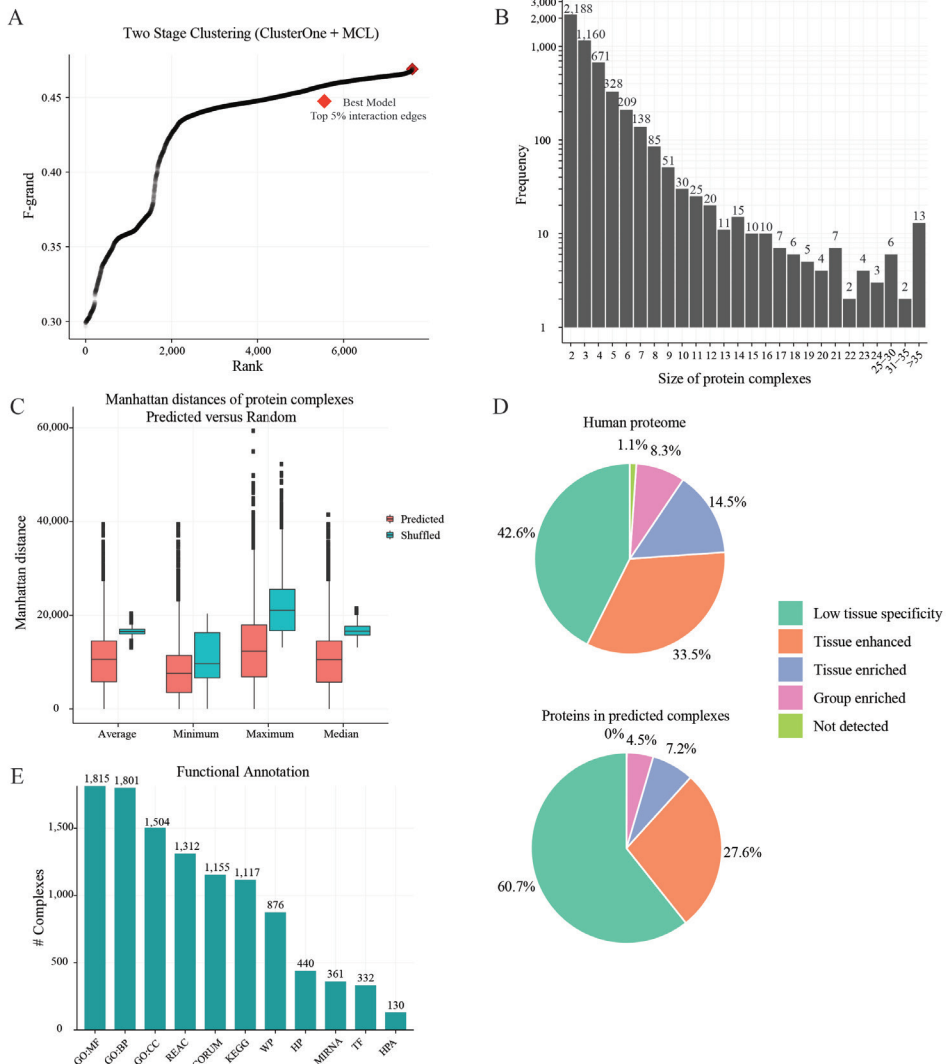 A
Two Stage Clustering (ClusterOne + MCL)
F-grand
0.45
0.40
0.35
0.30
Best Model
Top 5% interaction edges
0
2,000
4,000
6,000
Rank
B
Frequency
3,000
1,000
100
10
1
2,188
1,160
671
328
209
138
85
51
30
25
20
11
15
10
10
7
6
5
4
7
2
4
3
6
2
13
2
3
4
5
6
7
8
9
10
11
12
13
14
15
16
17
18
19
20
21
22
23
24
25−30
31−35
>35
Size of protein complexes
C
Manhattan distances of protein complexes
Predicted versus Random
Manhattan distance
60,000
40,000
20,000
0
Predicted
Shuffled
Average
Minimum
Maximum
Median
D
Human proteome
1.1%
8.3%
14.5%
42.6%
33.5%
Low tissue specificity
Tissue enhanced
Tissue enriched
Group enriched
Not detected
Proteins in predicted complexes
0%
4.5%
7.2%
27.6%
60.7%
E
Functional Annotation
# Complexes
1,500
1,000
500
0
1,815
1,801
1,504
1,312
1,155
1,117
876
440
361
332
130
GO:MF
GO:BP
GO:CC
REAC
CORUM
KEGG
WP
HP
MIRNA
TF
HPA